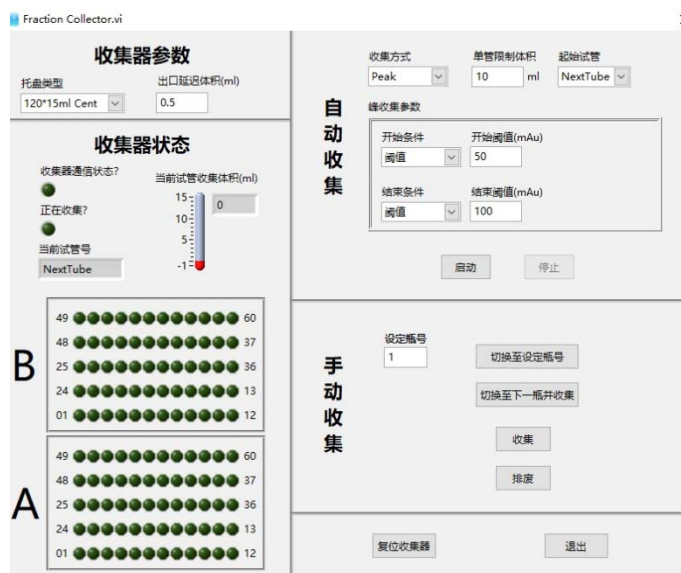 Fraction Collector.vi
收集器参数
托盘类型
出口延迟体积(ml)
120*15ml Cent
0.5
收集器状态
收集器通信状态?
当前试管收集体积(ml)
正在收集?
15
10
5
-1
0
当前试管号
NextTube
B
49 60
48 37
25 36
24 13
01 12
A
49 60
48 37
25 36
24 13
01 12
自动收集
收集方式
单管限制体积
起始试管
Peak
10 ml
NextTube
峰收集参数
开始条件
开始阈值(mAu)
阈值
50
结束条件
结束阈值(mAu)
阈值
100
启动
停止
手动收集
设定瓶号
1
切换至设定瓶号
切换至下一瓶并收集
收集
排废
复位收集器
退出